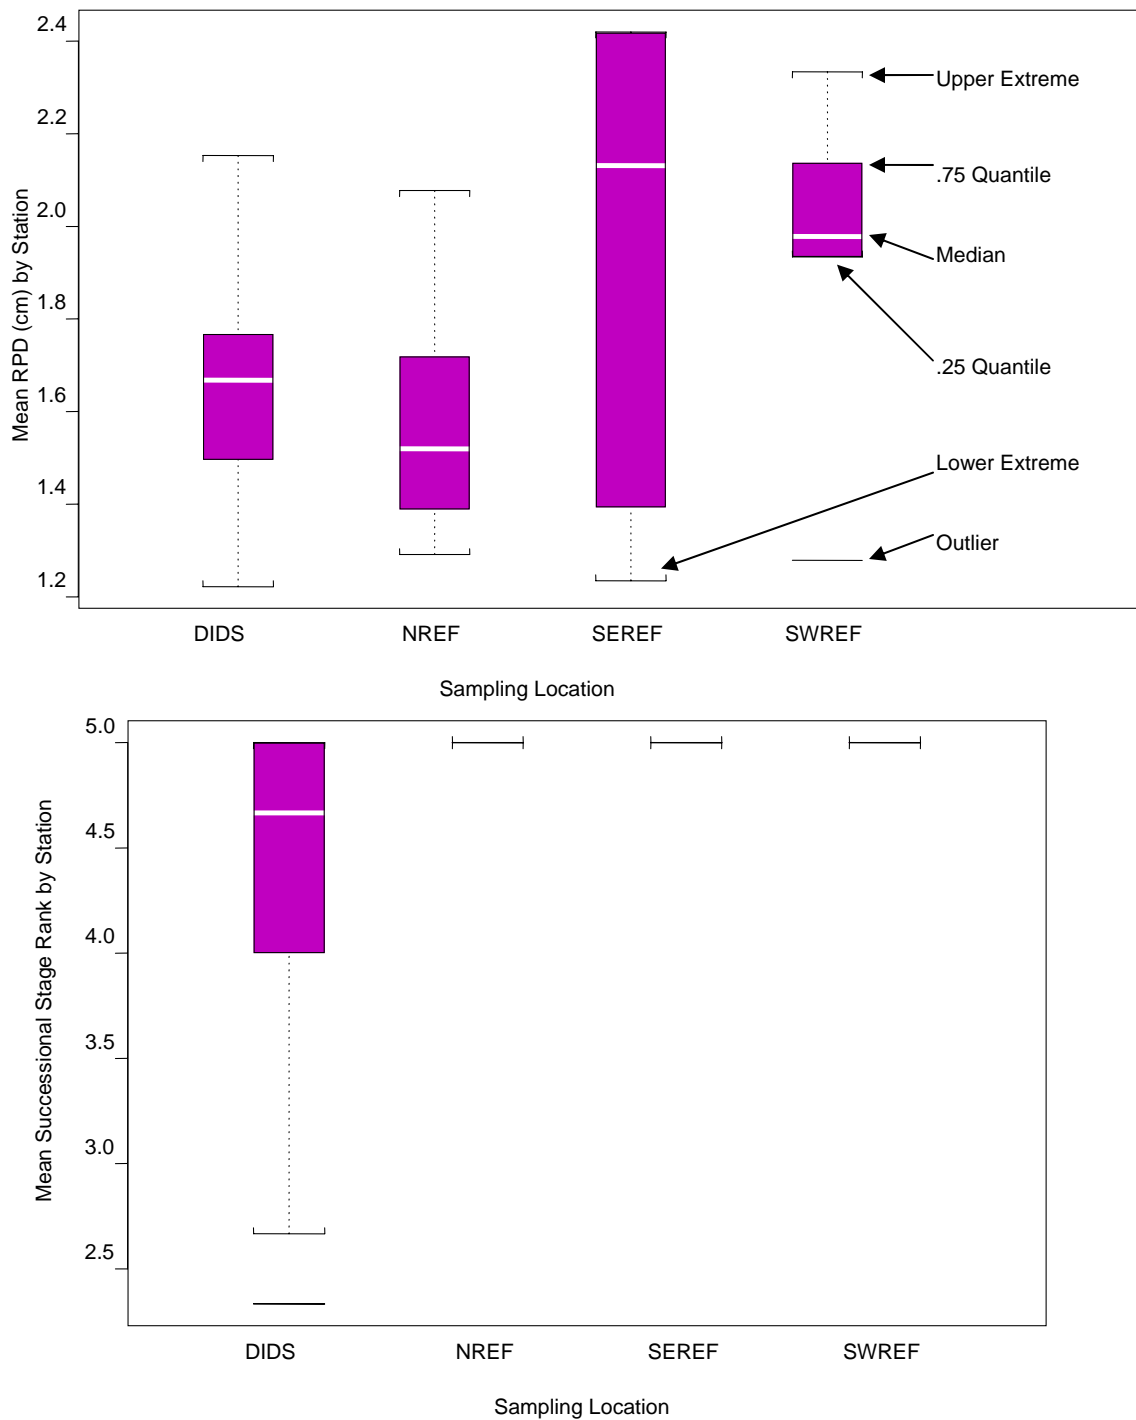 2.4
2.2
2.0
1.8
1.6
1.4
1.2
Mean RPD (cm) by Station
Upper Extreme
.75 Quantile
Median
.25 Quantile
Lower Extreme
Outlier
DIDS NREF SEREF SWREF
Sampling Location
5.0
4.5
4.0
3.5
3.0
2.5
Mean Successional Stage Rank by Station
DIDS NREF SEREF SWREF
Sampling Location